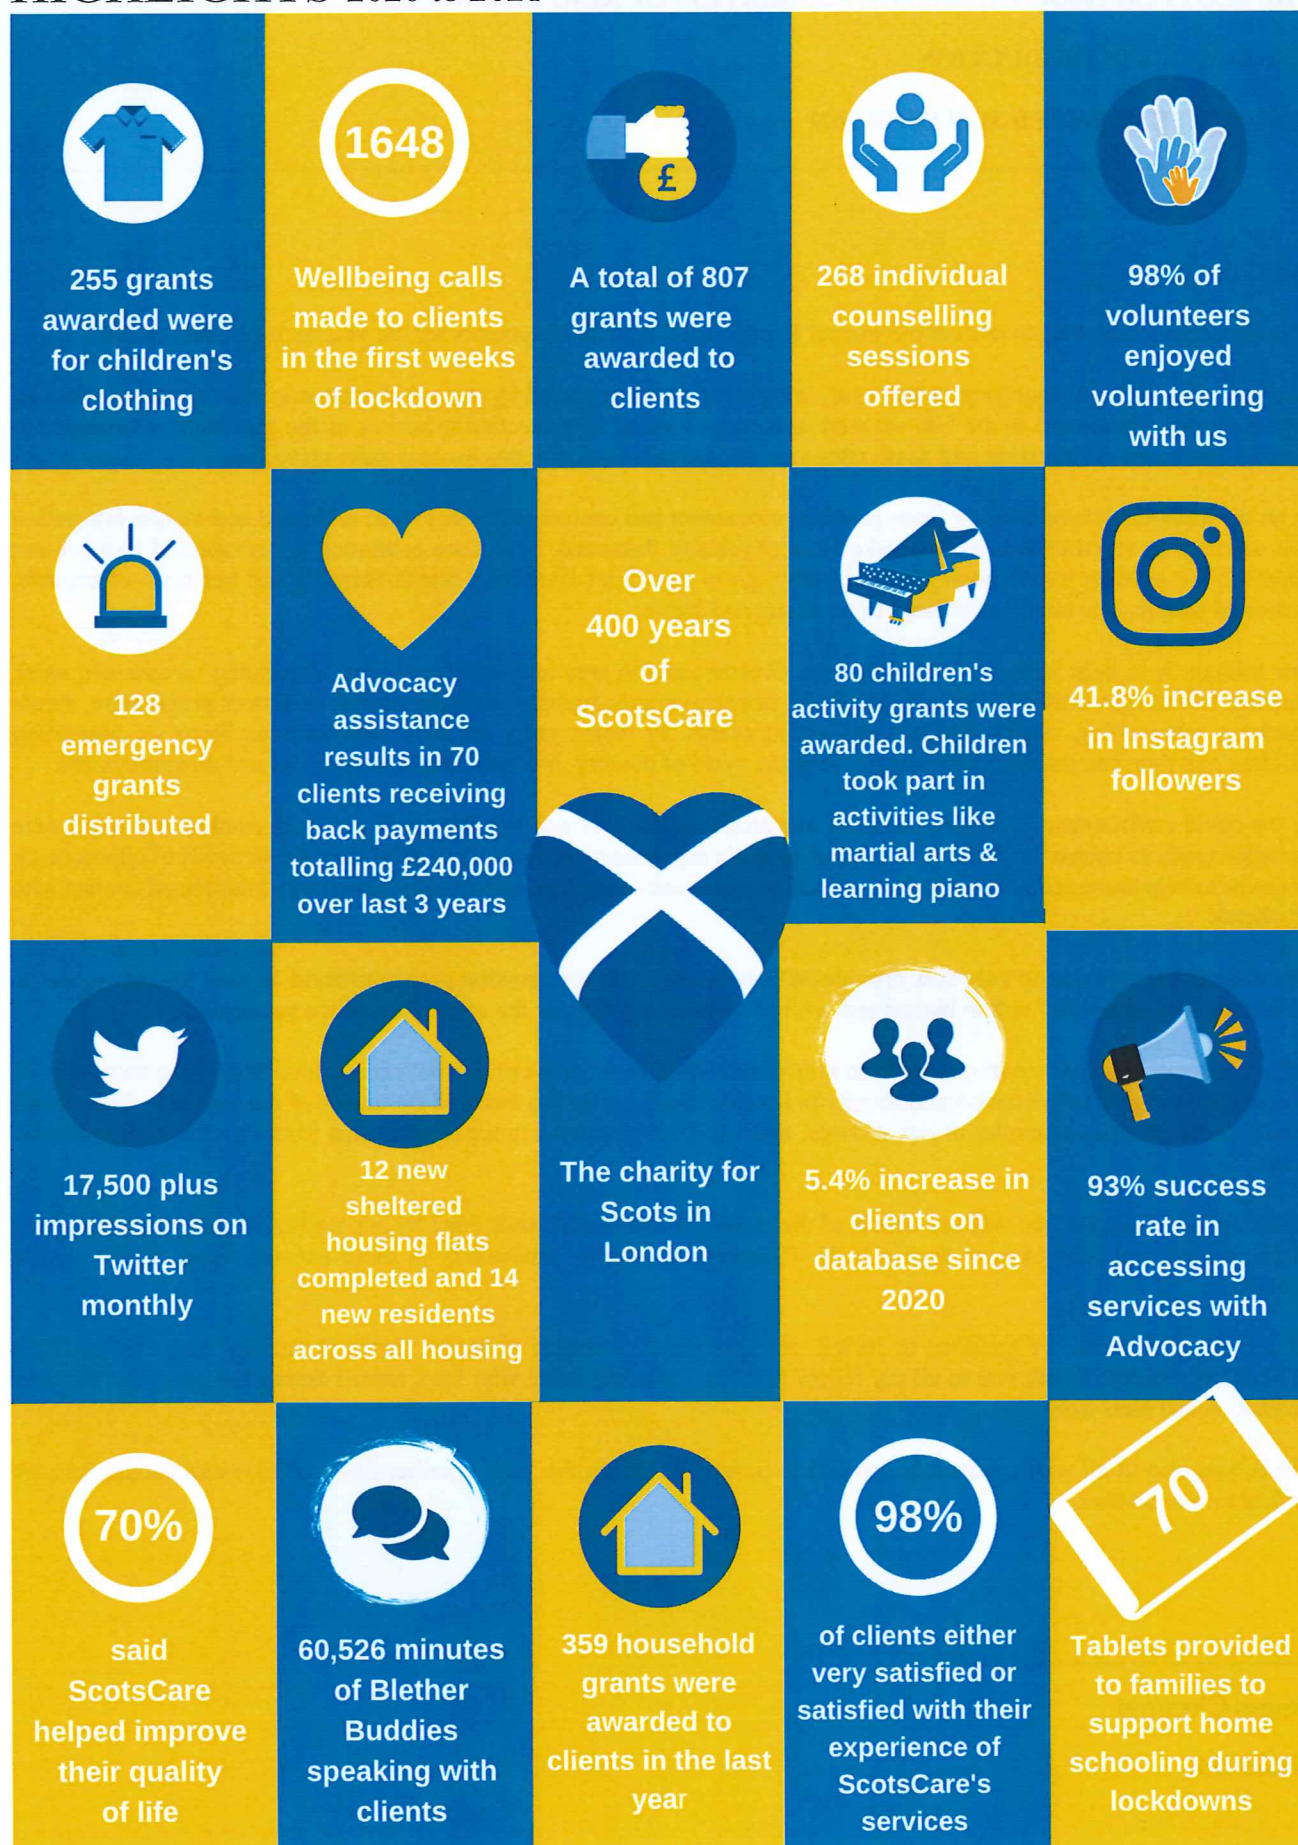 HIGHLIGHTS 2020 to 2021
255 grants
awarded were
for children's
clothing
1648
Wellbeing calls
made to clients
in the first weeks
of lockdown
£
A total of 807
grants were
awarded to
clients
268 individual
counselling
sessions
offered
98% of
volunteers
enjoyed
volunteering
with us
128
emergency
grants
distributed
Advocacy
assistance
results in 70
clients receiving
back payments
totalling £240,000
over last 3 years
Over
400 years
of
ScotsCare
80 children's
activity grants were
awarded. Children
took part in
activities like
martial arts &
learning piano
41.8% increase
in Instagram
followers
17,500 plus
impressions on
Twitter
monthly
12 new
sheltered
housing flats
completed and 14
new residents
across all housing
The charity for
Scots in
London
5.4% increase in
clients on
database since
2020
93% success
rate in
accessing
services with
Advocacy
70%
said
ScotsCare
helped improve
their quality
of life
60,526 minutes
of Blether
Buddies
speaking with
clients
359 household
grants were
awarded to
clients in the last
year
98%
of clients either
very satisfied or
satisfied with their
experience of
ScotsCare's
services
70
Tablets provided
to families to
support home
schooling during
lockdowns